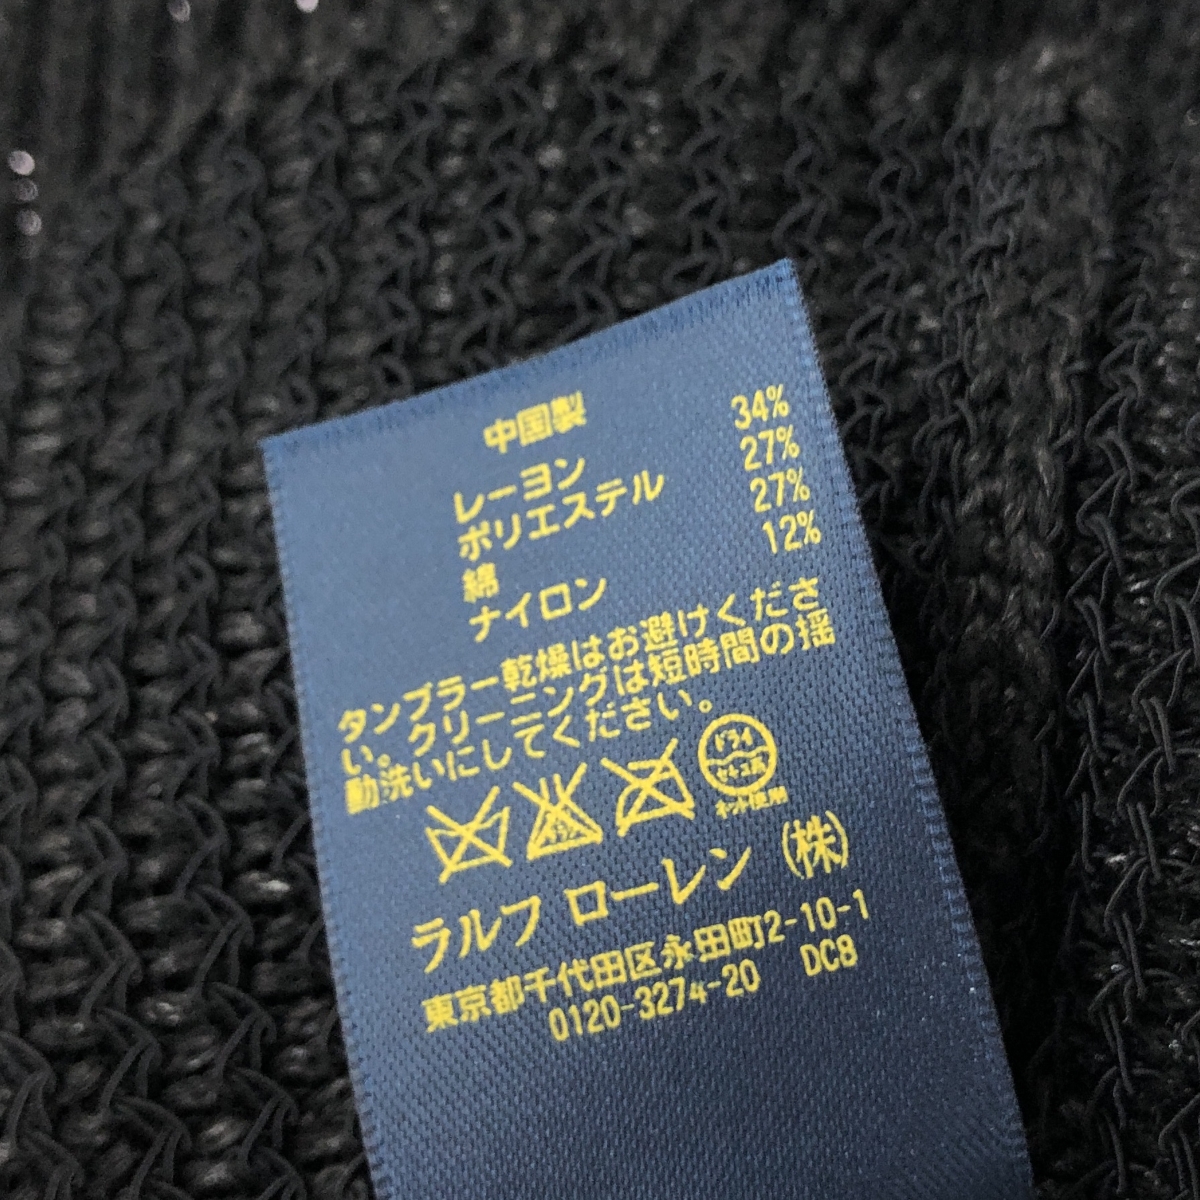 中国製
レーヨン 34%
ポリエステル 27%
綿 27%
ナイロン 12%
タンブラー乾燥はお避けくださ
い。クリーニングは短時間の揺
動洗いにしてください。
ドライ
セキユ系
ネット使用
ラルフ ローレン (株)
東京都千代田区永田町2-10-1
0120-3274-20 DC8